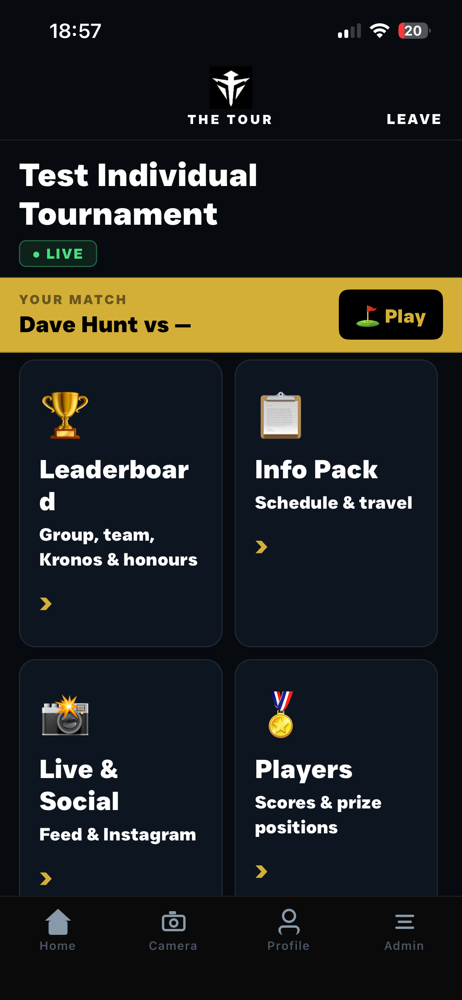 18:57
20
THE TOUR
LEAVE
Test Individual
Tournament
● LIVE
YOUR MATCH
Dave Hunt vs —
Play
Leaderboar
d
Group, team,
Kronos & honours
›
Info Pack
Schedule & travel
›
Live &
Social
Feed & Instagram
›
Players
Scores & prize
positions
›
Home
Camera
Profile
Admin